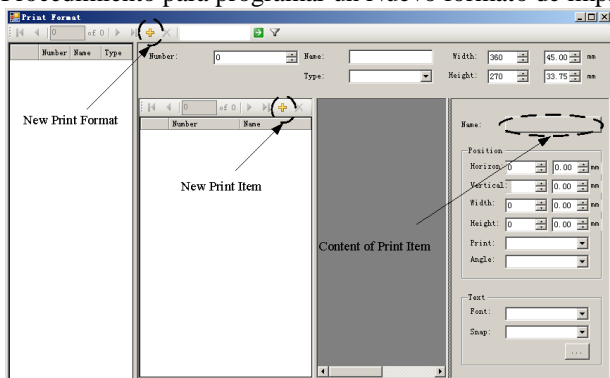 Procedimiento para programar un Nuevo formato de imp
Print Format
0 of 0
Number Name Type
Number: 0 Name: Width: 360 45.00 mm
Type: Height: 270 33.75 mm
New Print Format
0 of 0
Number Name
New Print Item
Content of Print Item
Name:
Position
Horizon: 0 0.00 mm
Vertical: 0.00 mm
Width: 0 0.00 mm
Height: 0 0.00 mm
Print:
Angle:
Text
Font:
Snap:
...